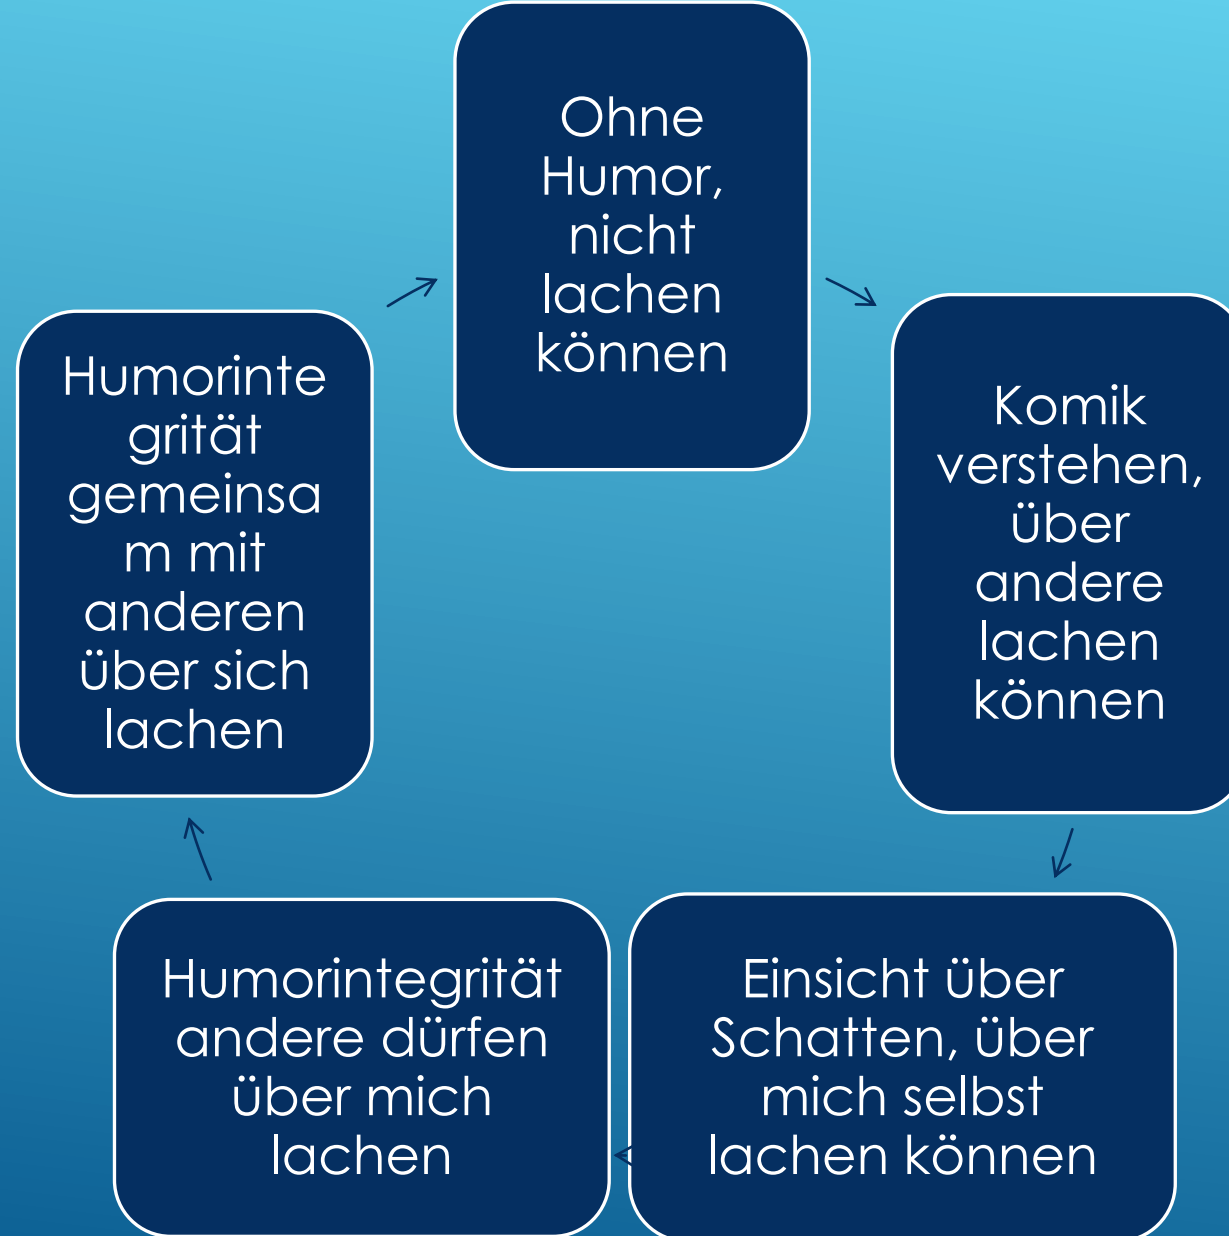 Ohne
Humor,
nicht
lachen
können
Komik
verstehen,
über
andere
lachen
können
Einsicht über
Schatten, über
mich selbst
lachen können
Humorintegrität
andere dürfen
über mich
lachen
Humorinte
grität
gemeinsa
m mit
anderen
über sich
lachen